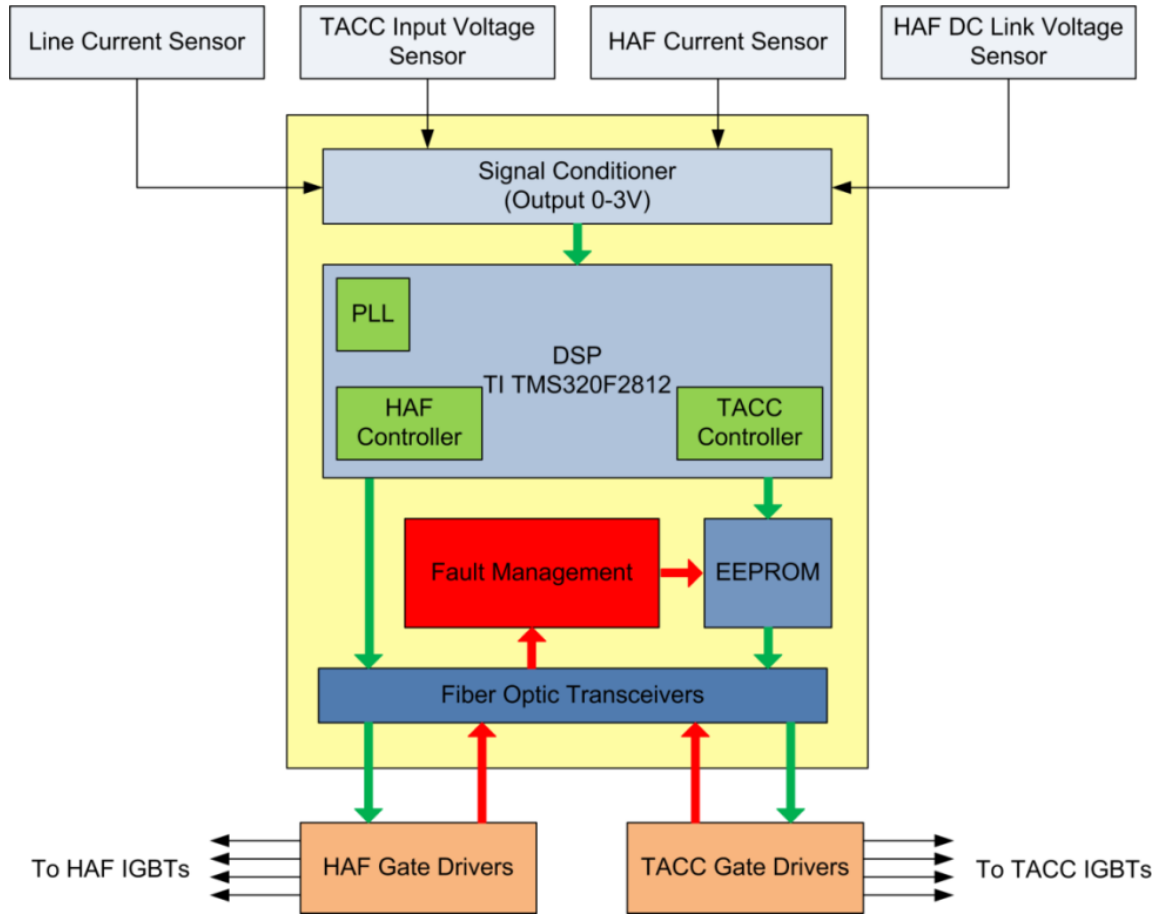 Line Current Sensor
TACC Input Voltage
Sensor
HAF Current Sensor
HAF DC Link Voltage
Sensor
Signal Conditioner
(Output 0-3V)
PLL
DSP
TI TMS320F2812
HAF
Controller
TACC
Controller
Fault Management
EEPROM
Fiber Optic Transceivers
To HAF IGBTs
HAF Gate Drivers
TACC Gate Drivers
To TACC IGBTs